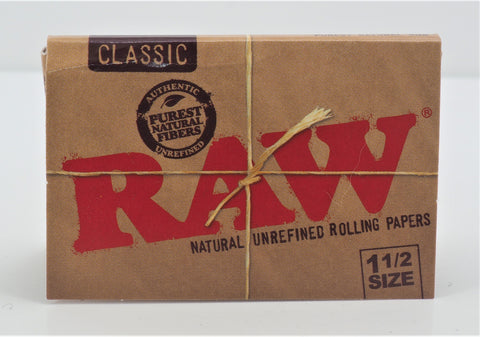 CLASSIC
AUTHENTIC
PUREST
NATURAL
FIBERS
UNREFINED
RAW®
NATURAL UNREFINED ROLLING PAPERS
1 1/2
SIZE